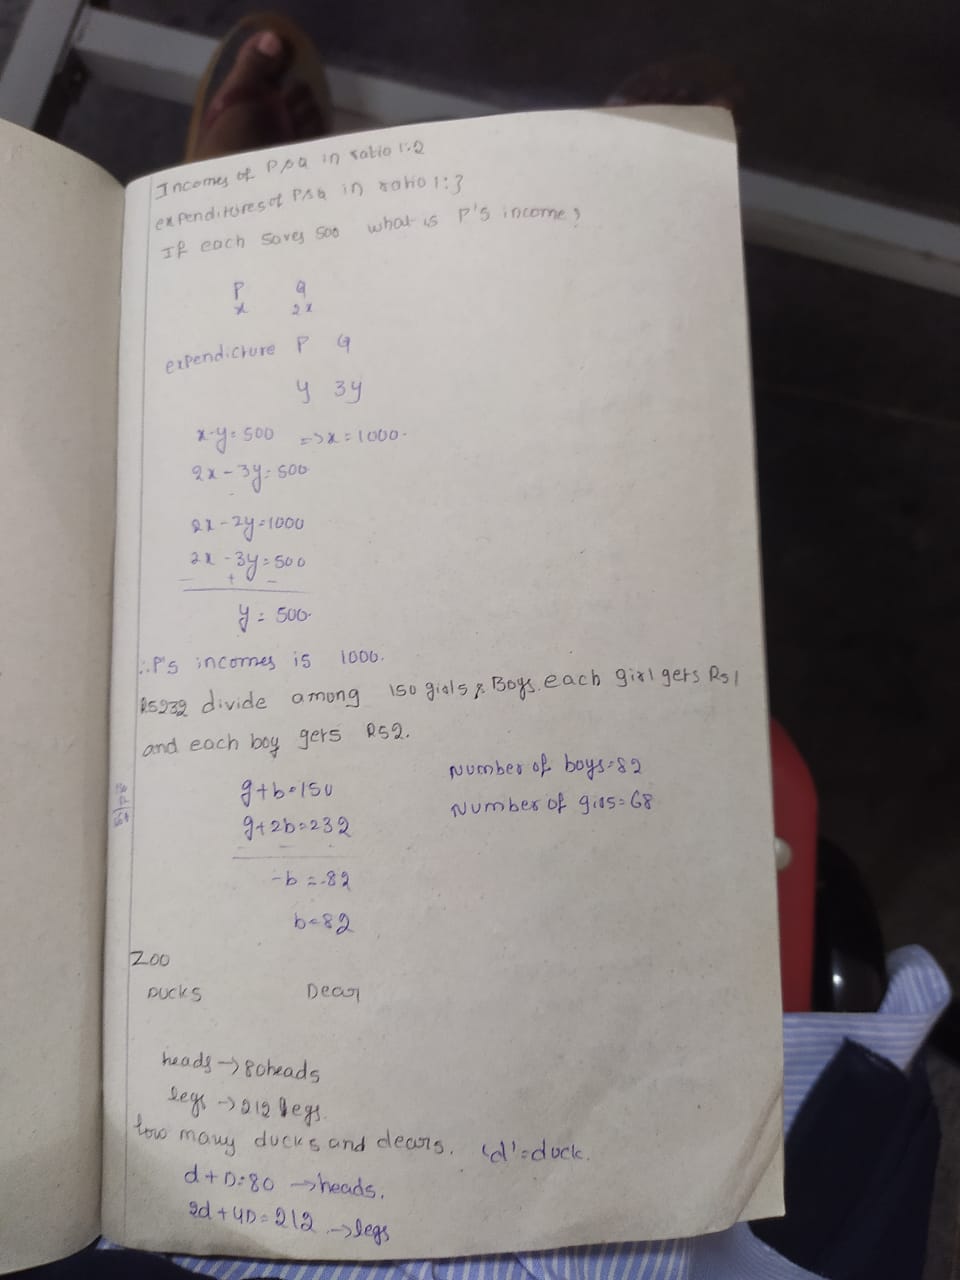 Incomes of P & Q in ratio 1:2
expenditures of P & Q in ratio 1:3
If each saves 500 what is P's income?
P Q
x 2x
expendicture P Q
y 3y
x-y=500 => x=1000.
2x-3y=500
2x-2y=1000
2x-3y=500
- + -
y=500.
∴P's incomes is 1000.
RS232 divide among 150 girls & Boys. each girl gets Rs1
and each boy gets RS2.
g+b=150
g+2b=232
- - -
-b=-82
b=82
Number of boys=82
Number of girls=68
Zoo
Ducks Dear
heads → 80heads
legs → 212 legs.
how many ducks and dears. 'd'=duck.
d+D=80 → heads.
2d+4D=212 → legs